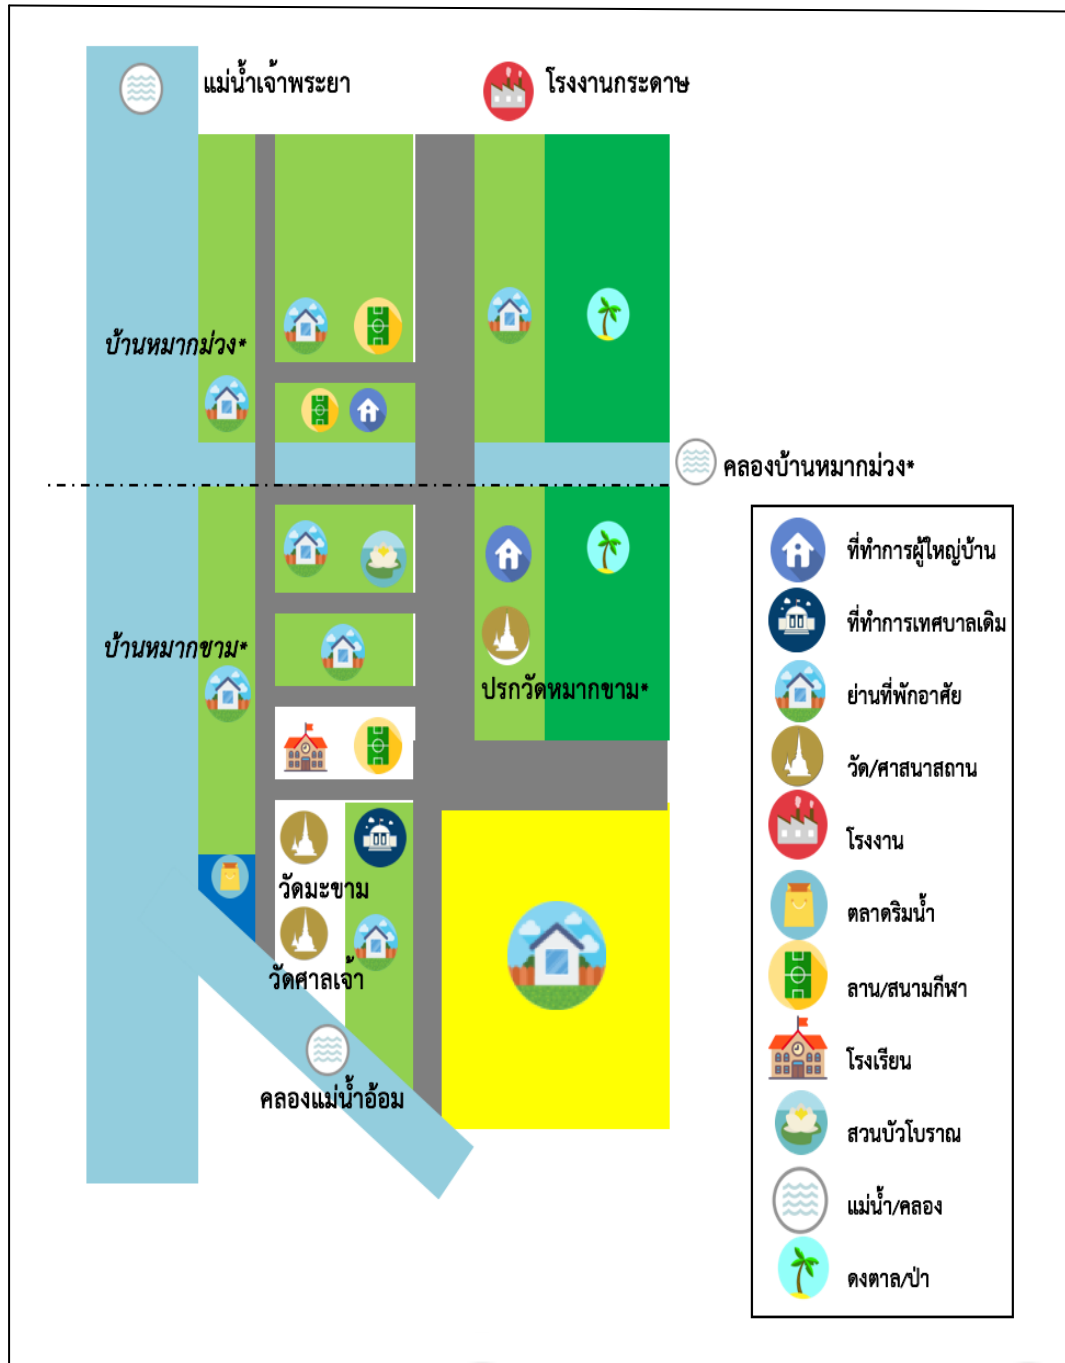 แม่น้ำเจ้าพระยา
โรงงานกระดาษ
บ้านหมากม่วง*
คลองบ้านหมากม่วง*
บ้านหมากขาม*
ปรกวัดหมากขาม*
วัดมะขาม
วัดศาลเจ้า
คลองแม่น้ำอ้อม
ที่ทำการผู้ใหญ่บ้าน
ที่ทำการเทศบาลเดิม
ย่านที่พักอาศัย
วัด/ศาสนาสถาน
โรงงาน
ตลาดริมน้ำ
ลาน/สนามกีฬา
โรงเรียน
สวนบัวโบราณ
แม่น้ำ/คลอง
ดงตาล/ป่า